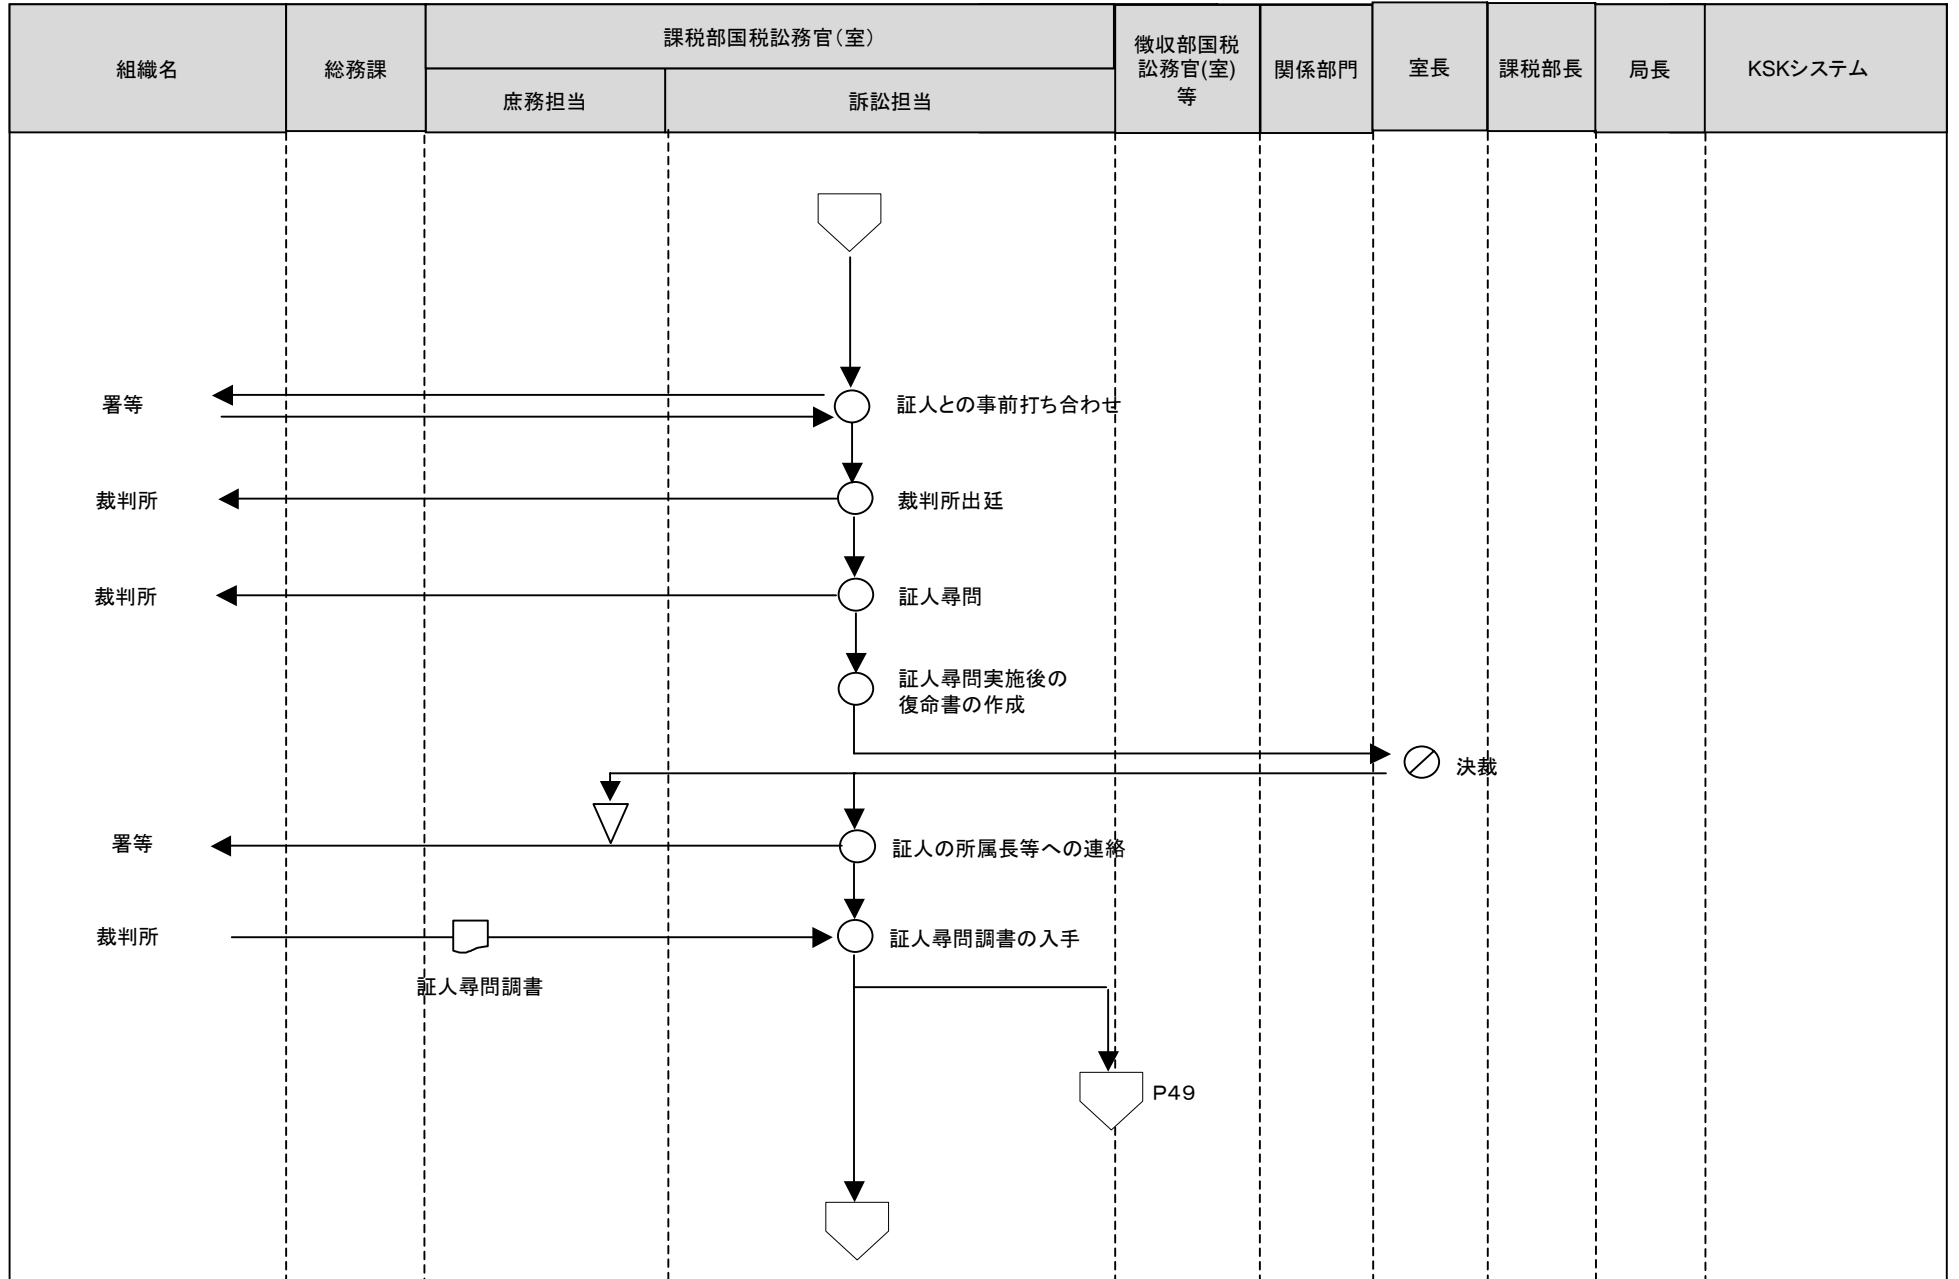 組織名
総務課
課税部国税訟務官（室）
庶務担当
訴訟担当
徴収部国税
訟務官(室)
等
関係部門
室長
課税部長
局長
KSKシステム
署等
証人との事前打ち合わせ
裁判所
裁判所出廷
裁判所
証人尋問
証人尋問実施後の
復命書の作成
決裁
署等
証人の所属長等への連絡
裁判所
証人尋問調書の入手
証人尋問調書
P49